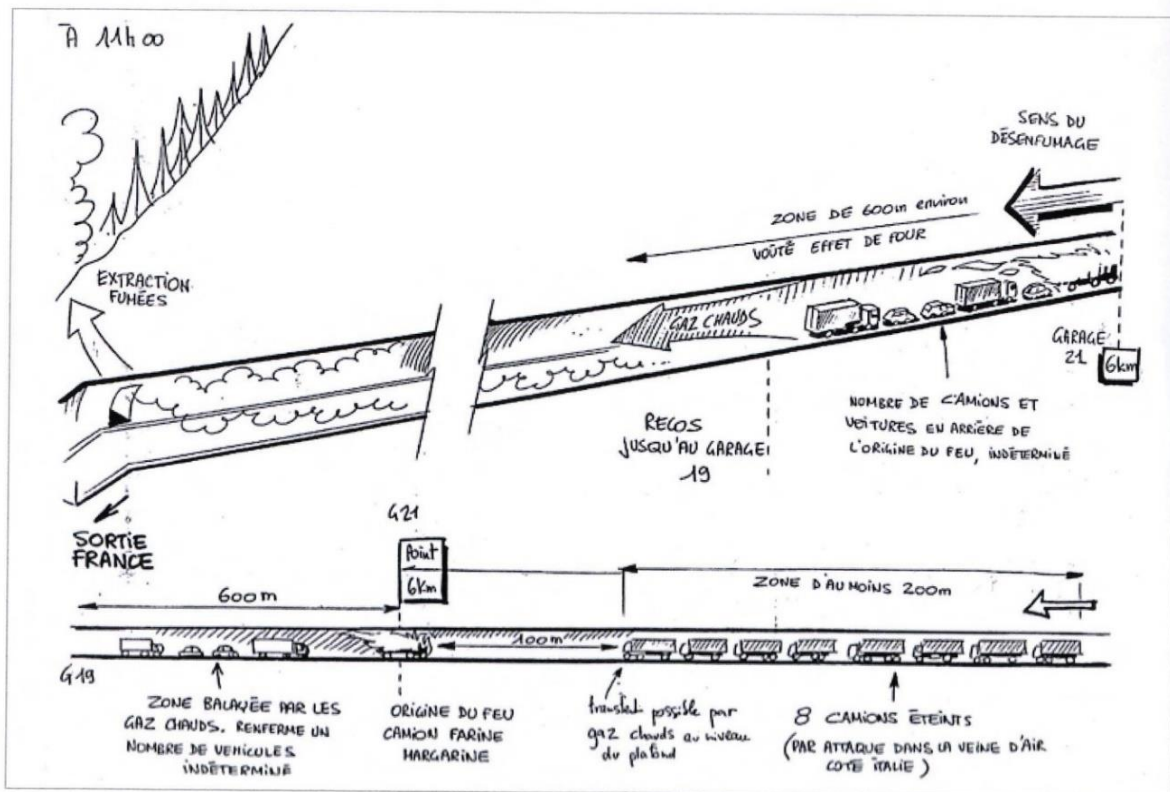 À 11h00
SENS DU
DÉSENFUMAGE
ZONE DE 600m environ
VOÛTÉ EFFET DE FOUR
EXTRACTION
FUMÉES
GAZ CHAUDS
GARAGE
21
6km
NOMBRE DE CAMIONS ET
VOITURES EN ARRIÈRE DE
L'ORIGINE DU FEU, INDÉTERMINÉ
RECOS
JUSQU'AU GARAGE
19
SORTIE
FRANCE
G21
Point
6Km
600m
ZONE D'AU MOINS 200m
100m
G19
ZONE BALAYÉE PAR LES
GAZ CHAUDS. RENFERME UN
NOMBRE DE VEHICULES
INDÉTERMINÉ
ORIGINE DU FEU
CAMION FARINE
MARGARINE
possible par
gaz chauds au niveau
du plafond
8 CAMIONS ÉTEINTS
(PAR ATTAQUE DANS LA VEINE D'AIR
COTÉ ITALIE)